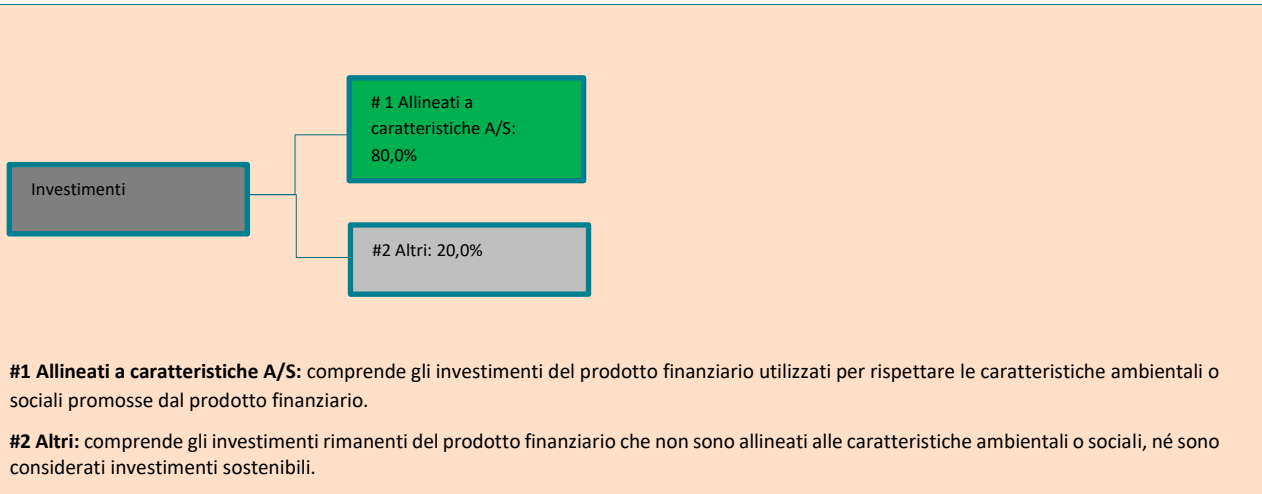 # 1 Allineati a
caratteristiche A/S:
80,0%
Investimenti
#2 Altri: 20,0%
#1 Allineati a caratteristiche A/S: comprende gli investimenti del prodotto finanziario utilizzati per rispettare le caratteristiche ambientali o
sociali promosse dal prodotto finanziario.
#2 Altri: comprende gli investimenti rimanenti del prodotto finanziario che non sono allineati alle caratteristiche ambientali o sociali, né sono
considerati investimenti sostenibili.